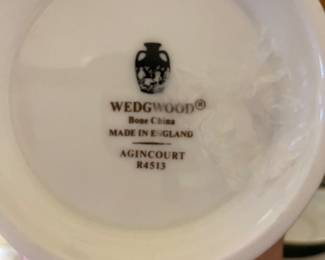 WEDGWOOD®
Bone China
MADE IN ENGLAND
AGINCOURT
R4513